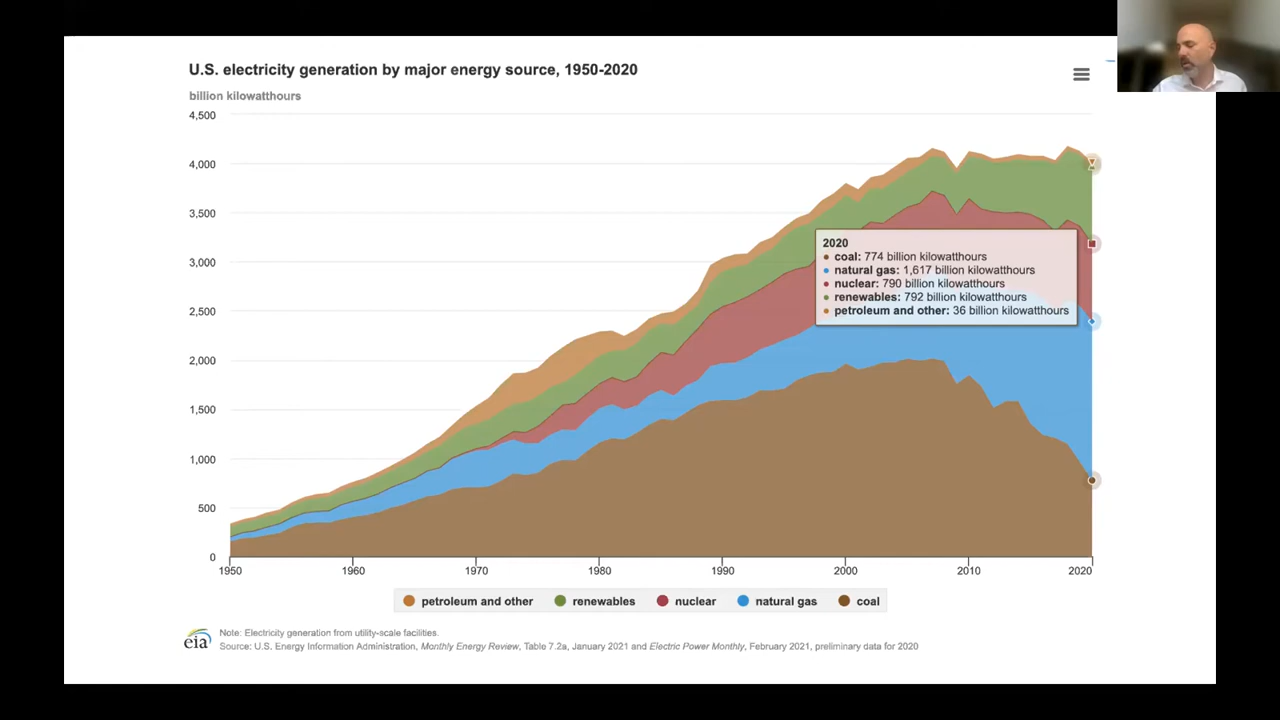 U.S. electricity generation by major energy source, 1950-2020
billion kilowatthours
4,500
4,000
3,500
3,000
2,500
2,000
1,500
1,000
500
0
2020
coal: 774 billion kilowatthours
natural gas: 1,617 billion kilowatthours
nuclear: 790 billion kilowatthours
renewables: 792 billion kilowatthours
petroleum and other: 36 billion kilowatthours
1950 1960 1970 1980 1990 2000 2010 2020
petroleum and other renewables nuclear natural gas coal
eia
Note: Electricity generation from utility-scale facilities.
Source: U.S. Energy Information Administration, Monthly Energy Review, Table 7.2a, January 2021 and Electric Power Monthly, February 2021, preliminary data for 2020